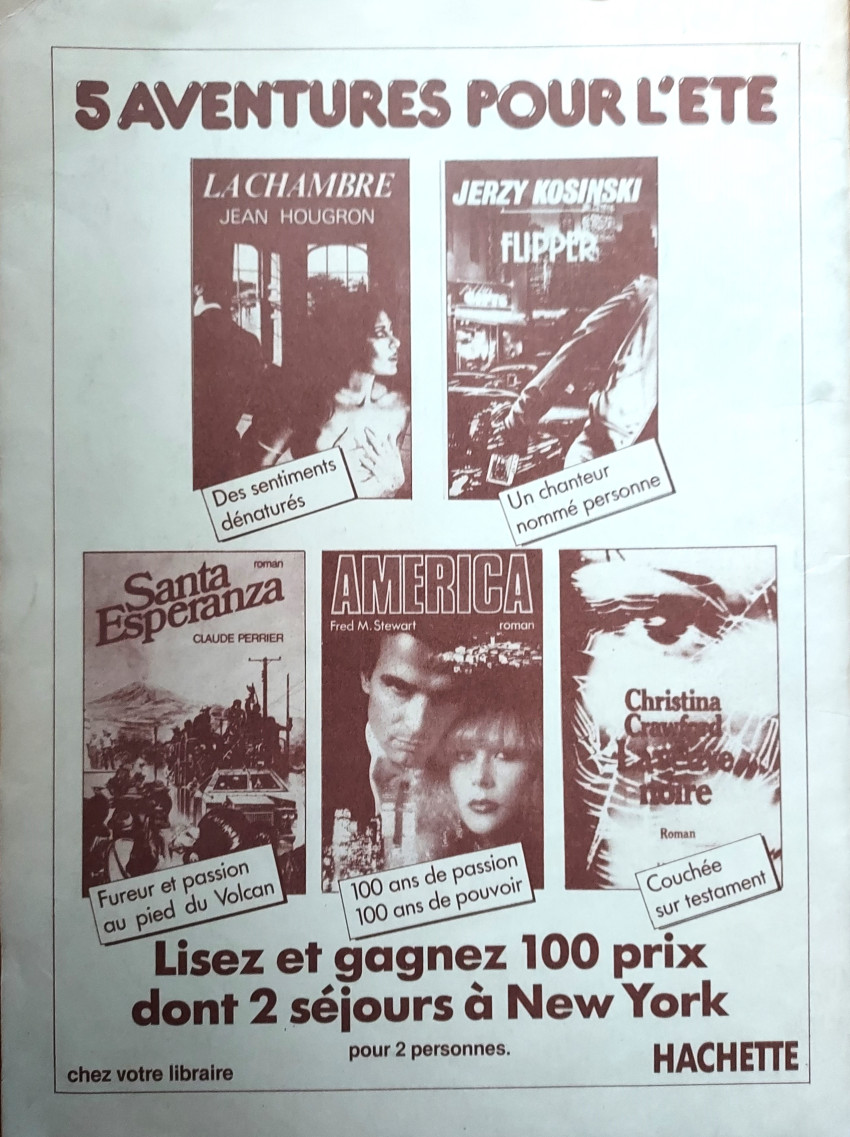 5 AVENTURES POUR L'ETE
LA CHAMBRE
JEAN HOUGRON
JERZY KOSINSKI
FLIPPER
Des sentiments
dénaturés
Un chanteur
nommé personne
Santa
Esperanza
roman
CLAUDE PERRIER
AMERICA
Fred M. Stewart
roman
Christina
Crawford
La veuve
noire
Roman
Fureur et passion
au pied du Volcan
100 ans de passion
100 ans de pouvoir
Couchée
sur testament
Lisez et gagnez 100 prix
dont 2 séjours à New York
pour 2 personnes.
chez votre libraire
HACHETTE